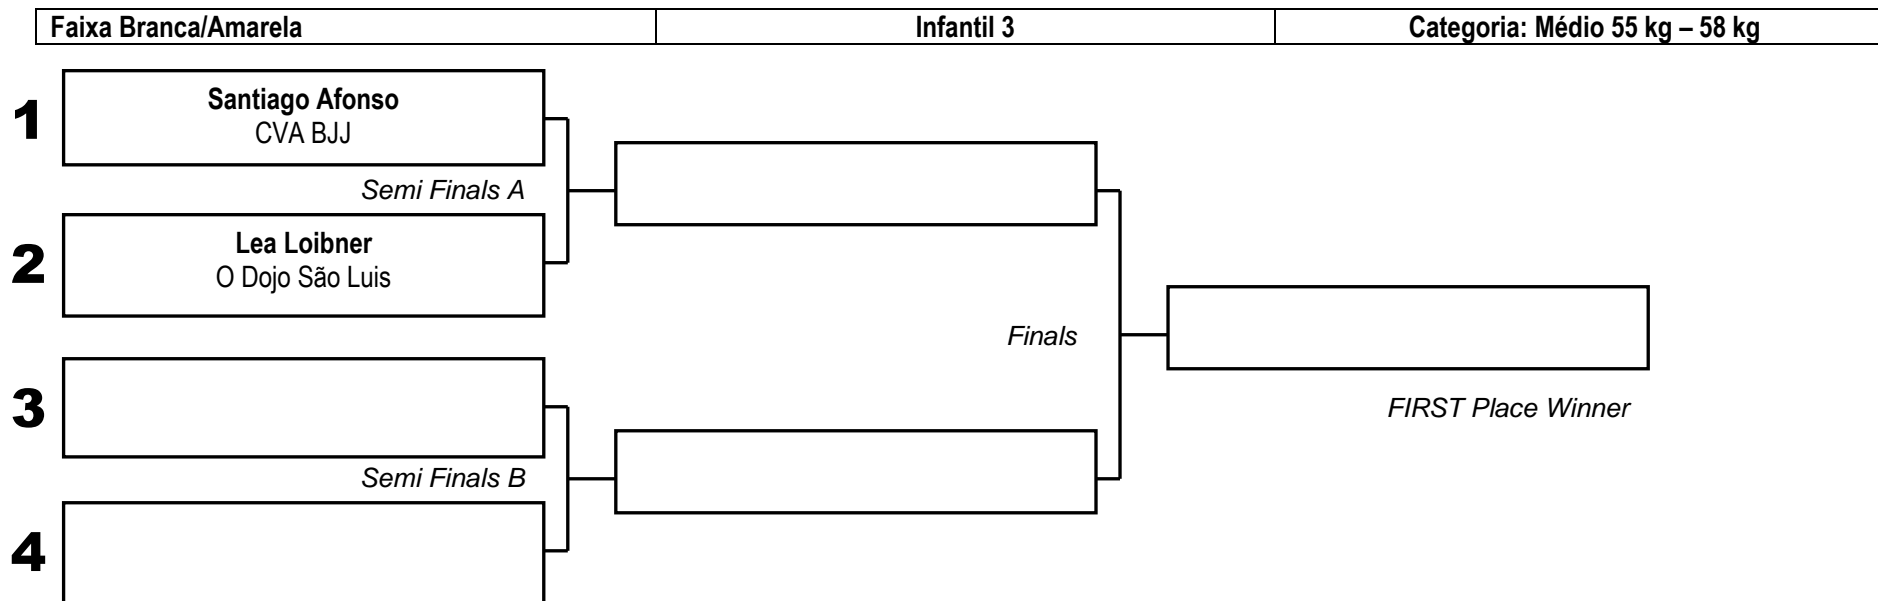 Faixa Branca/Amarela Infantil 3 Categoria: Médio 55 kg – 58 kg
1 Santiago Afonso
CVA BJJ
Semi Finals A
2 Lea Loibner
O Dojo São Luis
Finals
3
FIRST Place Winner
Semi Finals B
4